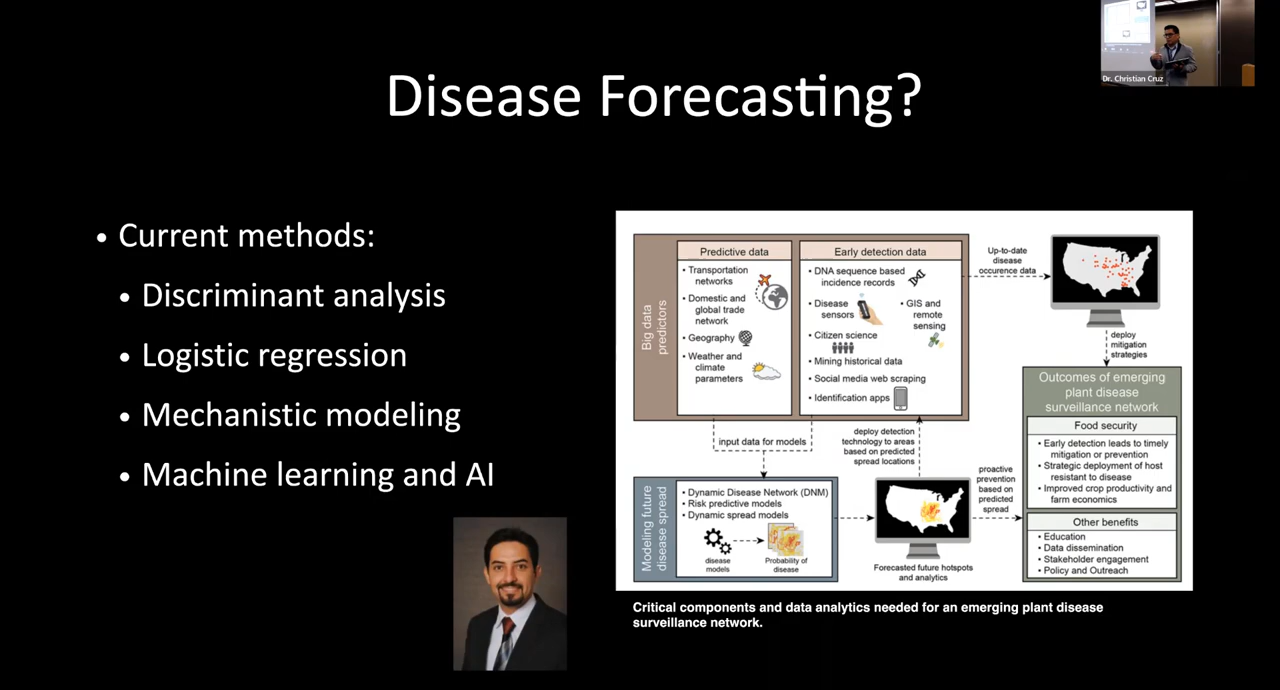 Dr. Christian Cruz
Disease Forecasting?
• Current methods:
• Discriminant analysis
• Logistic regression
• Mechanistic modeling
• Machine learning and AI
Big data
predictors
Predictive data
• Transportation
networks
• Domestic and
global trade
network
• Geography
• Weather and
climate
parameters
Early detection data
• DNA sequence based
incidence records
• Disease
sensors
• GIS and
remote
sensing
• Citizen science
• Mining historical data
• Social media web scraping
• Identification apps
Up-to-date
disease
occurence data
deploy
mitigation
strategies
input data for models
deploy detection
technology to areas
based on predicted
spread locations
Modeling future
disease spread
• Dynamic Disease Network (DNM)
• Risk predictive models
• Dynamic spread models
disease
models
Probability of
disease
Forecasted future hotspots
and analytics
proactive
prevention
based on
predicted
spread
Outcomes of emerging
plant disease
surveillance network
Food security
• Early detection leads to timely
mitigation or prevention
• Strategic deployment of host
resistant to disease
• Improved crop productivity and
farm economics
Other benefits
• Education
• Data dissemination
• Stakeholder engagement
• Policy and Outreach
Critical components and data analytics needed for an emerging plant disease
surveillance network.